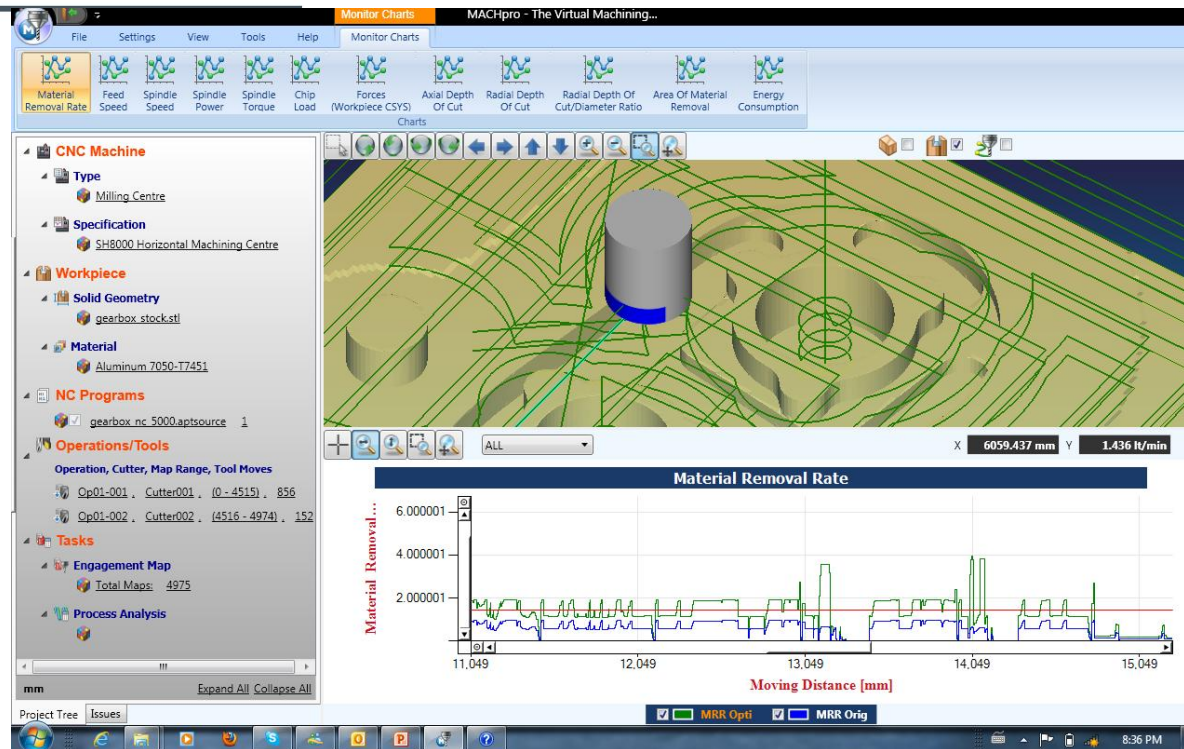 Monitor Charts MACHpro - The Virtual Machining...
File Settings View Tools Help Monitor Charts
Material Removal Rate
Feed Speed
Spindle Speed
Spindle Power
Spindle Torque
Chip Load
Forces (Workpiece CSYS)
Axial Depth Of Cut
Radial Depth Of Cut
Radial Depth Of Cut/Diameter Ratio
Area Of Material Removal
Energy Consumption
Charts
CNC Machine
Type
Milling Centre
Specification
SH8000 Horizontal Machining Centre
Workpiece
Solid Geometry
gearbox stock.stl
Material
Aluminum 7050-T7451
NC Programs
gearbox nc 5000.aptsource 1
Operations/Tools
Operation, Cutter, Map Range, Tool Moves
Op01-001 , Cutter001 , (0 - 4515) , 856
Op01-002 , Cutter002 , (4516 - 4974) , 152
Tasks
Engagement Map
Total Maps: 4975
Process Analysis
mm Expand All Collapse All
Project Tree Issues
ALL X 6059.437 mm Y 1.436 lt/min
Material Removal Rate
Material Removal...
6.000001
4.000001
2.000001
11,049 12,049 13,049 14,049 15,049
Moving Distance [mm]
MRR Opti MRR Orig
8:36 PM